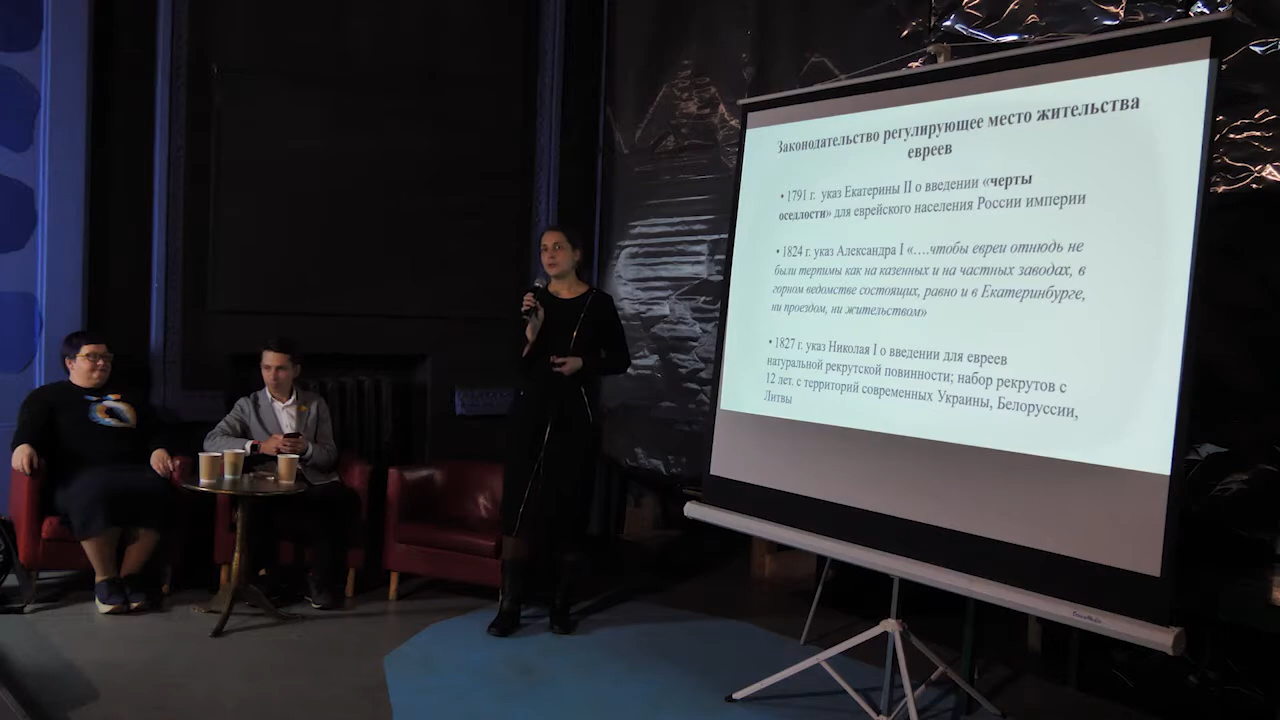 Законодательство регулирующее место жительства
евреев
• 1791 г. указ Екатерины II о введении «черты
оседлости» для еврейского населения России империи
• 1824 г. указ Александра I «….чтобы евреи отнюдь не
были терпимы как на казенных и на частных заводах, в
горном ведомстве состоящих, равно и в Екатеринбурге,
ни проездом, ни жительством»
• 1827 г. указ Николая I о введении для евреев
натуральной рекрутской повинности; набор рекрутов с
12 лет. с территорий современных Украины, Белоруссии,
Литвы